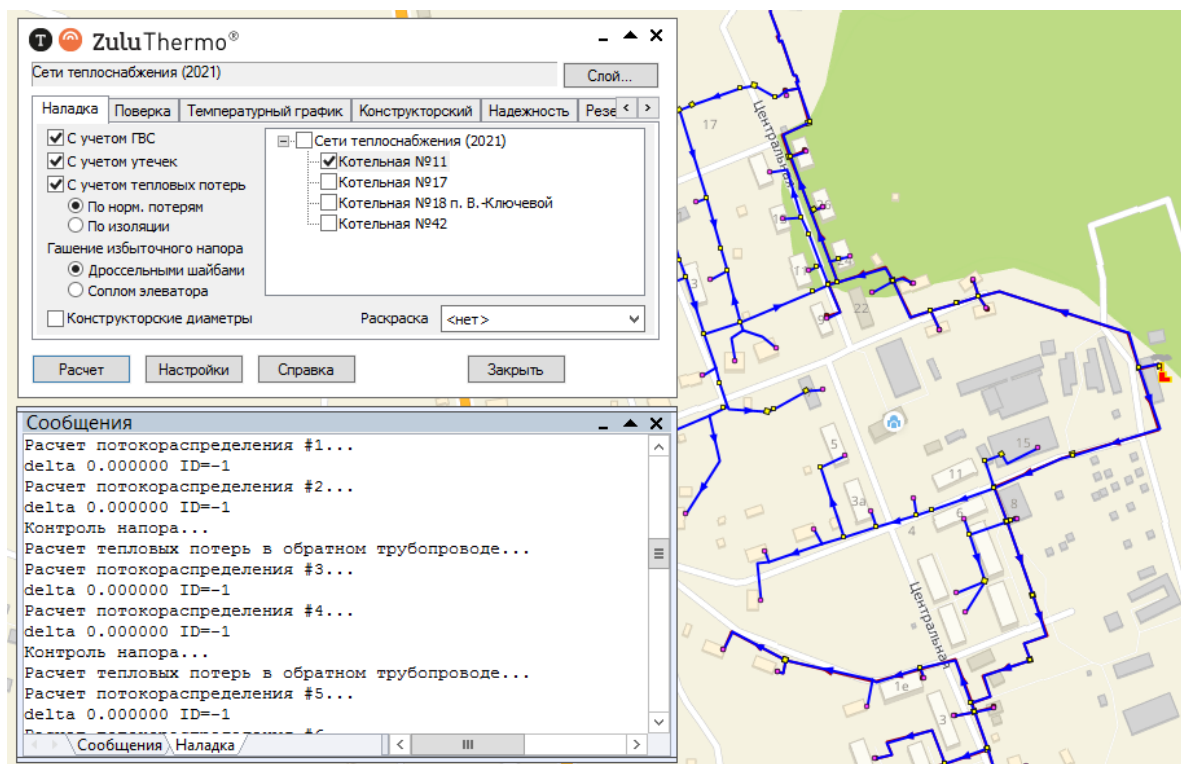 ZuluThermo®
Сети теплоснабжения (2021)
Слой...
Наладка Поверка Температурный график Конструкторский Надежность Резе
С учетом ГВС
С учетом утечек
С учетом тепловых потерь
По норм. потерям
По изоляции
Гашение избыточного напора
Дроссельными шайбами
Соплом элеватора
Сети теплоснабжения (2021)
Котельная №11
Котельная №17
Котельная №18 п. В.-Ключевой
Котельная №42
Конструкторские диаметры
Раскраска <нет>
Расчет Настройки Справка Закрыть
Сообщения
Расчет потокораспределения #1...
delta 0.000000 ID=-1
Расчет потокораспределения #2...
delta 0.000000 ID=-1
Контроль напора...
Расчет тепловых потерь в обратном трубопроводе...
Расчет потокораспределения #3...
delta 0.000000 ID=-1
Расчет потокораспределения #4...
delta 0.000000 ID=-1
Контроль напора...
Расчет тепловых потерь в обратном трубопроводе...
Расчет потокораспределения #5...
delta 0.000000 ID=-1
Сообщения Наладка
17
Центральная
11
22
9
5
3а
15
11
6
8
4
Центральная
1е
3